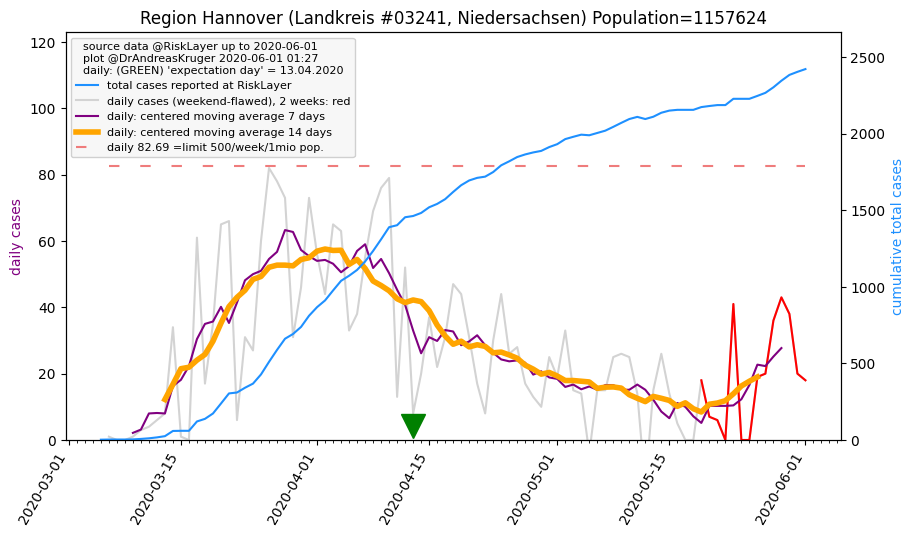 Region Hannover (Landkreis #03241, Niedersachsen) Population=1157624
source data @RiskLayer up to 2020-06-01
plot @DrAndreasKruger 2020-06-01 01:27
daily: (GREEN) 'expectation day' = 13.04.2020
total cases reported at RiskLayer
daily cases (weekend-flawed), 2 weeks: red
daily: centered moving average 7 days
daily: centered moving average 14 days
daily 82.69 =limit 500/week/1mio pop.
daily cases
120
100
80
60
40
20
0
cumulative total cases
2500
2000
1500
1000
500
0
2020-03-01
2020-03-15
2020-04-01
2020-04-15
2020-05-01
2020-05-15
2020-06-01